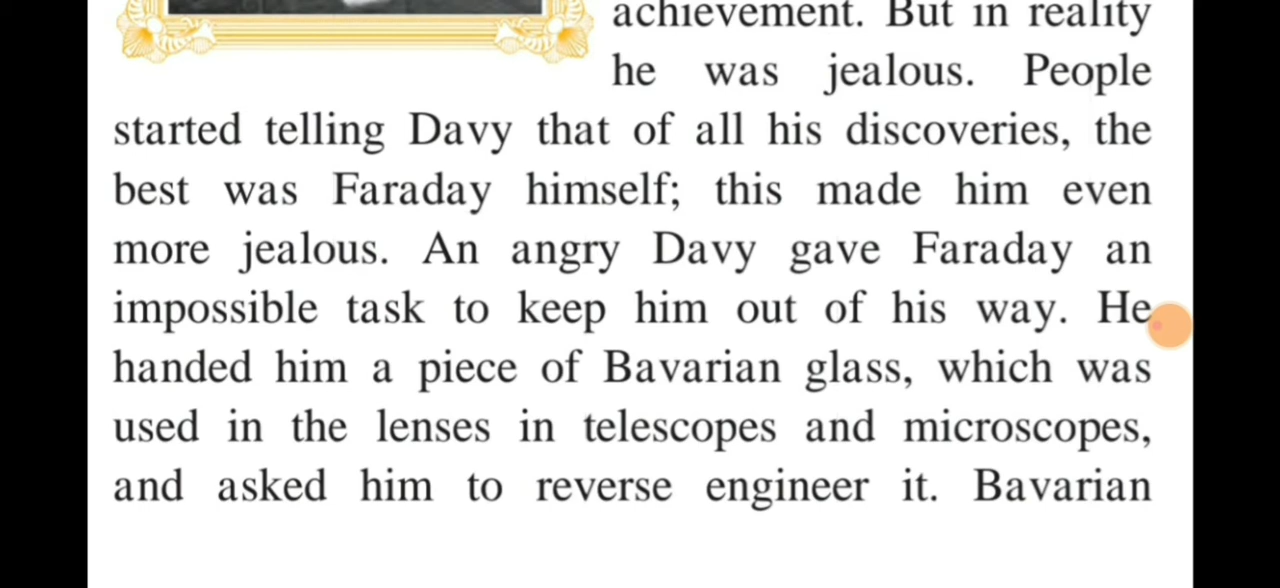 achievement. But in reality
he was jealous. People
started telling Davy that of all his discoveries, the
best was Faraday himself; this made him even
more jealous. An angry Davy gave Faraday an
impossible task to keep him out of his way. He
handed him a piece of Bavarian glass, which was
used in the lenses in telescopes and microscopes,
and asked him to reverse engineer it. Bavarian